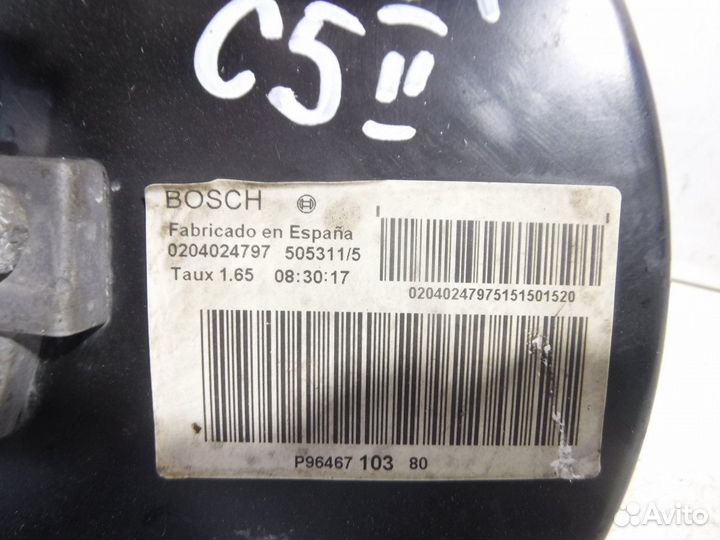 C5 II
BOSCH
Fabricado en España
0204024797 505311/5
Taux 1.65 08:30:17
02040247975151501520
P96467 103 80
Avito